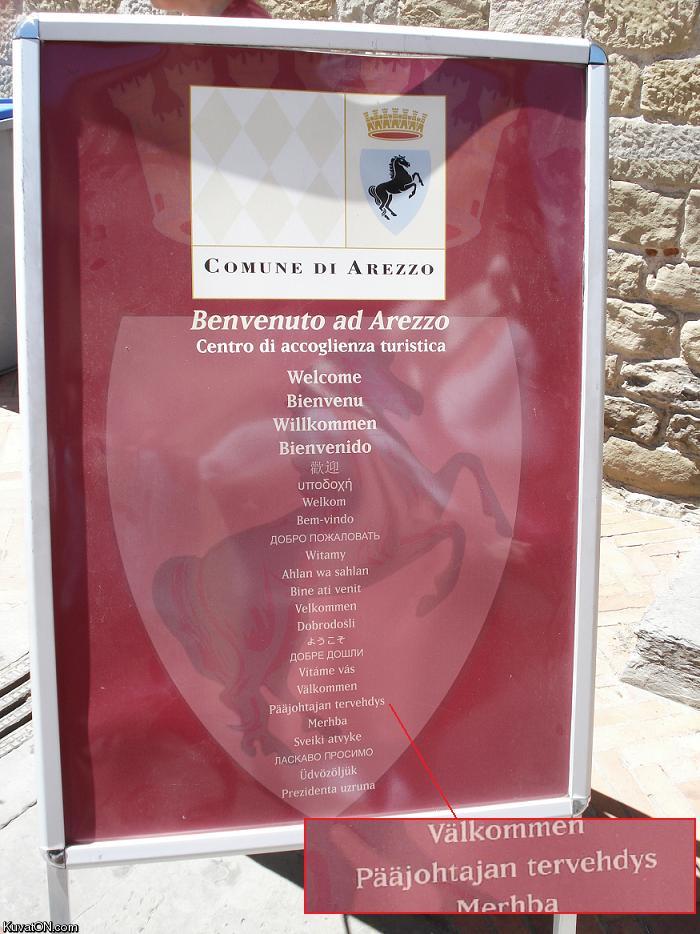 COMUNE DI AREZZO
Benvenuto ad Arezzo
Centro di accoglienza turistica
Welcome
Bienvenu
Willkommen
Bienvenido
歡迎
υποδοχή
Welkom
Bem-vindo
ДОБРО ПОЖАЛОВАТЬ
Witamy
Ahlan wa sahlan
Bine ati venit
Velkommen
Dobrodosli
ようこそ
ДОБРЕ ДОШЛИ
Vitáme vás
Välkommen
Pääjohtajan tervehdys
Merhba
Sveiki atvyke
ЛАСКАВО ПРОСИМО
Üdvözöljük
Prezidenta uzruna
Välkommen
Pääjohtajan tervehdys
Merhba
KuvatON.com